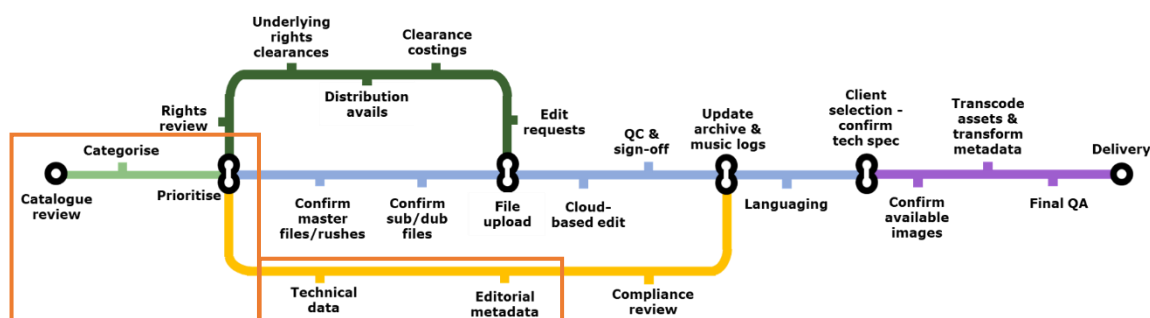 Underlying
rights
clearances
Clearance
costings
Distribution
avails
Rights
review
Edit
requests
QC &
sign-off
Update
archive &
music logs
Client
selection -
confirm
tech spec
Transcode
assets &
transform
metadata
Delivery
Categorise
Catalogue
review
Prioritise
Confirm
master
files/rushes
Confirm
sub/dub
files
File
upload
Cloud-
based edit
Languaging
Confirm
available
images
Final QA
Technical
data
Editorial
metadata
Compliance
review